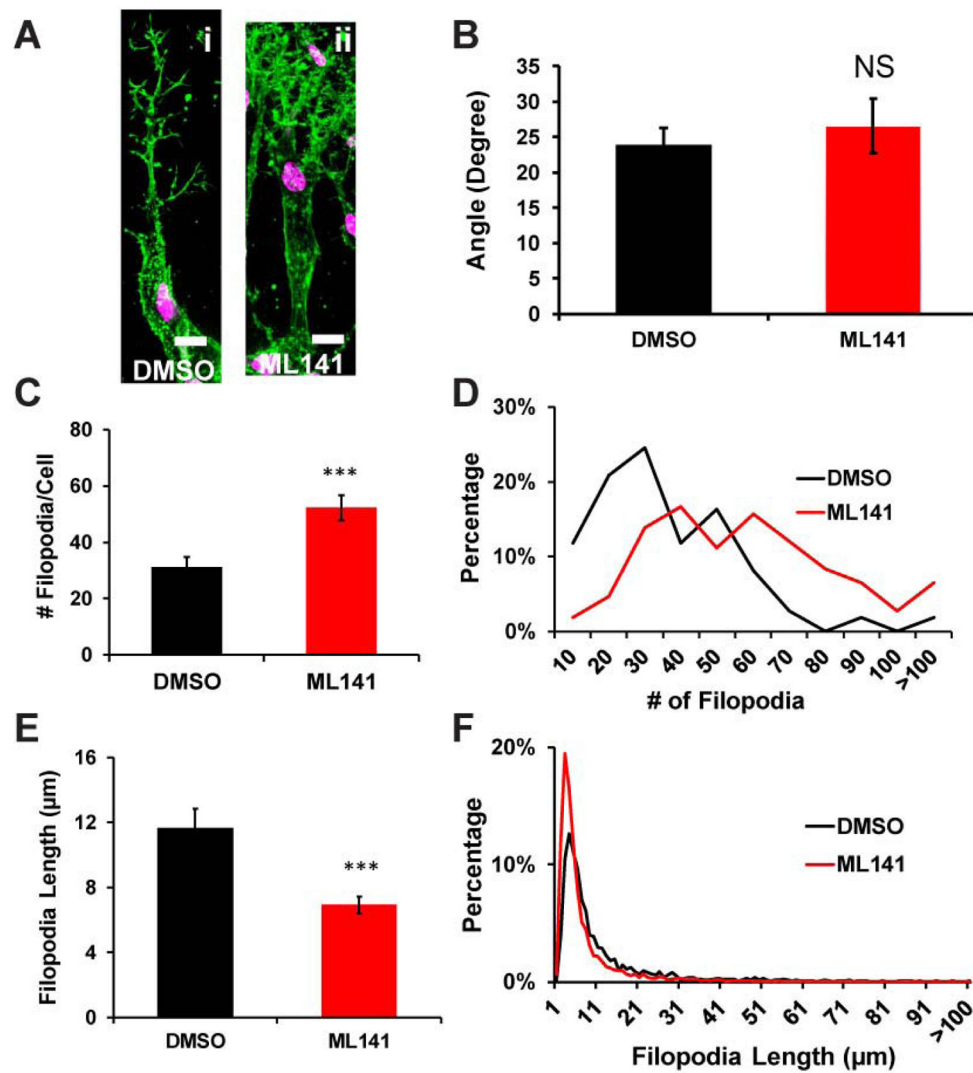 A
i
ii
DMSO
ML141
B
Angle (Degree)
35
30
25
20
15
10
5
0
NS
DMSO
ML141
C
# Filopodia/Cell
80
60
40
20
0
***
DMSO
ML141
D
Percentage
30%
20%
10%
0%
DMSO
ML141
10
20
30
40
50
60
70
80
90
100
>100
# of Filopodia
E
Filopodia Length (µm)
16
12
8
4
0
***
DMSO
ML141
F
Percentage
20%
10%
0%
DMSO
ML141
1
11
21
31
41
51
61
71
81
91
>100
Filopodia Length (µm)